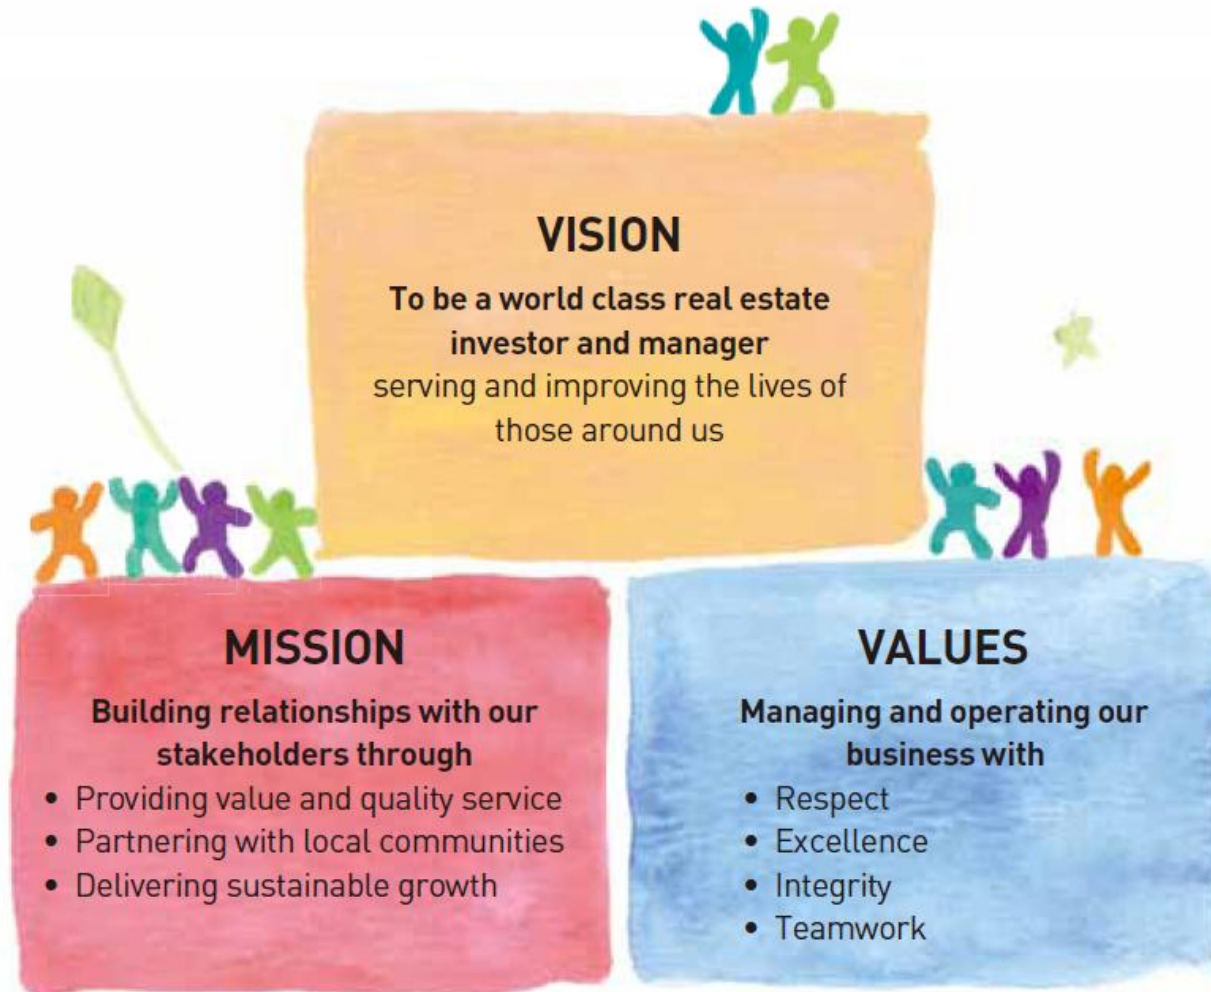 VISION
To be a world class real estate
investor and manager
serving and improving the lives of
those around us
MISSION
Building relationships with our
stakeholders through
• Providing value and quality service
• Partnering with local communities
• Delivering sustainable growth
VALUES
Managing and operating our
business with
• Respect
• Excellence
• Integrity
• Teamwork